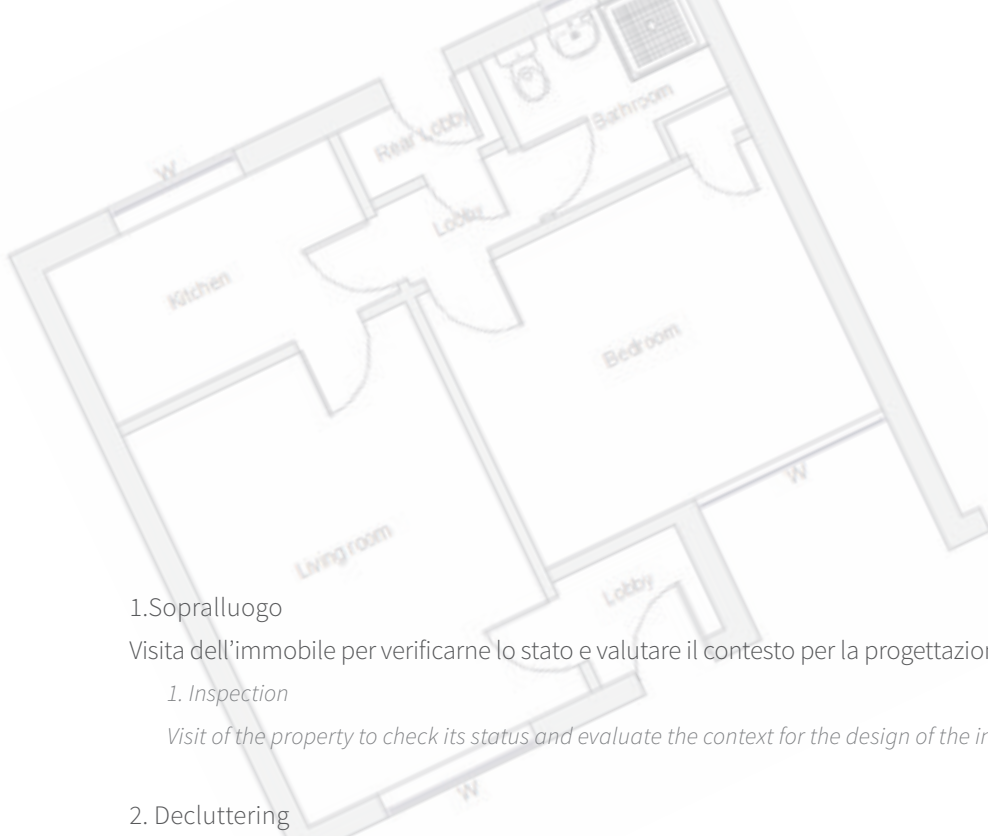 Bathroom
Rear Lobby
W
Lobby
Kitchen
Bedroom
W
Living room
Lobby
1.Sopralluogo
Visita dell'immobile per verificarne lo stato e valutare il contesto per la
1. Inspection
Visit of the property to check its status and evaluate the context for the design of the
W
2. Decluttering